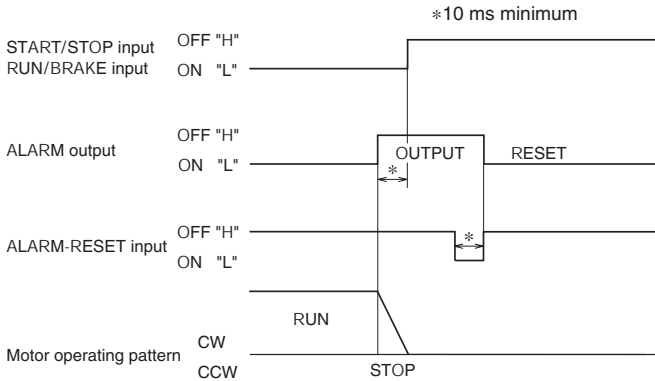 *10 ms minimum
START/STOP input OFF "H"
RUN/BRAKE input ON "L"
OFF "H"
ALARM output
ON "L"
OUTPUT RESET
*
OFF "H"
ALARM-RESET input
ON "L"
*
RUN
Motor operating pattern
CW
CCW
STOP